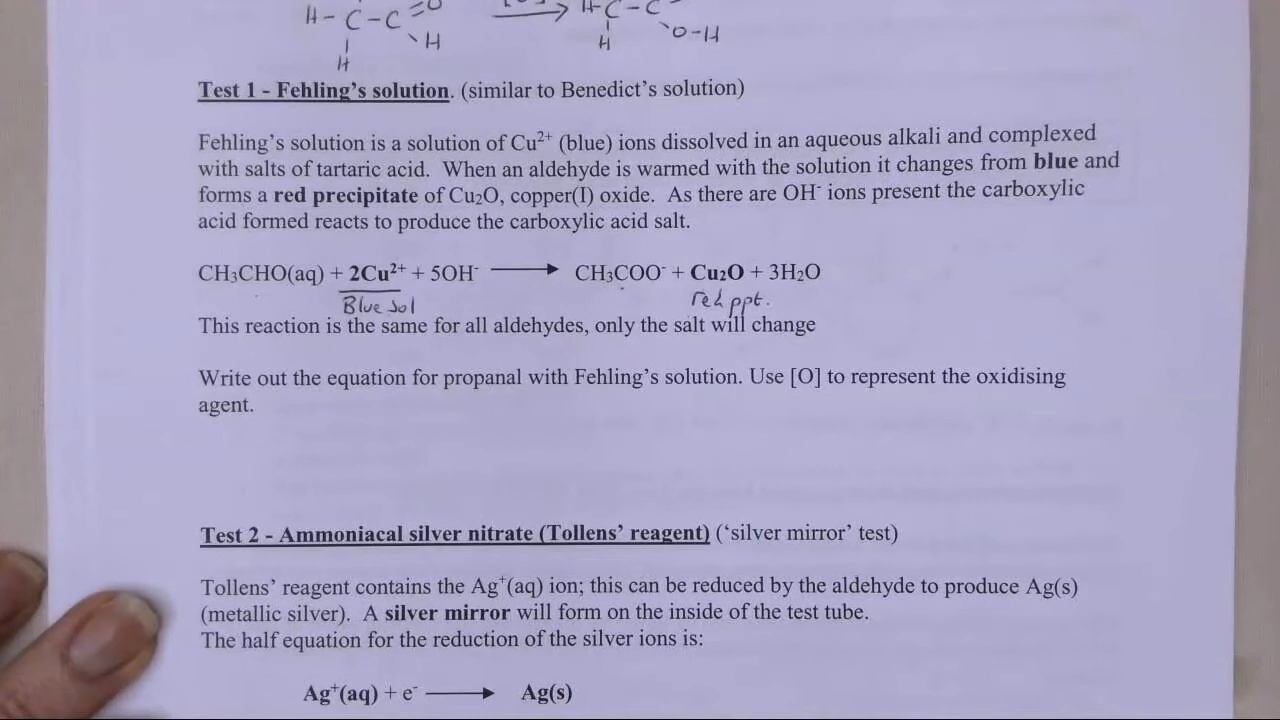 H - C - C = O [O] → H - C - C
H H H O - H
Test 1 - Fehling's solution. (similar to Benedict's solution)
Fehling's solution is a solution of Cu²⁺ (blue) ions dissolved in an aqueous alkali and complexed
with salts of tartaric acid. When an aldehyde is warmed with the solution it changes from blue and
forms a red precipitate of Cu₂O, copper(I) oxide. As there are OH⁻ ions present the carboxylic
acid formed reacts to produce the carboxylic acid salt.
CH₃CHO(aq) + 2Cu²⁺ + 5OH⁻ → CH₃COO⁻ + Cu₂O + 3H₂O
Blue sol red ppt.
This reaction is the same for all aldehydes, only the salt will change
Write out the equation for propanal with Fehling's solution. Use [O] to represent the oxidising
agent.
Test 2 - Ammoniacal silver nitrate (Tollens' reagent) ('silver mirror' test)
Tollens' reagent contains the Ag⁺(aq) ion; this can be reduced by the aldehyde to produce Ag(s)
(metallic silver). A silver mirror will form on the inside of the test tube.
The half equation for the reduction of the silver ions is:
Ag⁺(aq) + e⁻ → Ag(s)